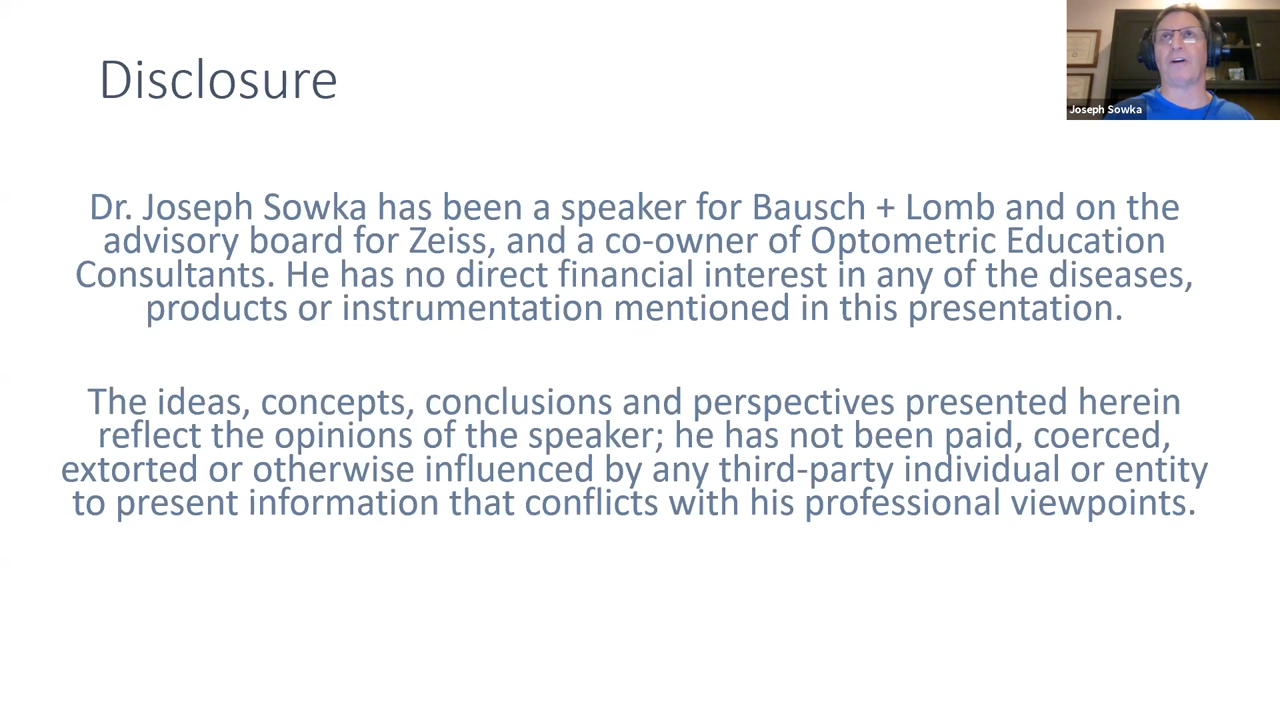 Disclosure
Joseph Sowka
Dr. Joseph Sowka has been a speaker for Bausch + Lomb and on the
advisory board for Zeiss, and a co-owner of Optometric Education
Consultants. He has no direct financial interest in any of the diseases,
products or instrumentation mentioned in this presentation.
The ideas, concepts, conclusions and perspectives presented herein
reflect the opinions of the speaker; he has not been paid, coerced,
extorted or otherwise influenced by any third-party individual or entity
to present information that conflicts with his professional viewpoints.